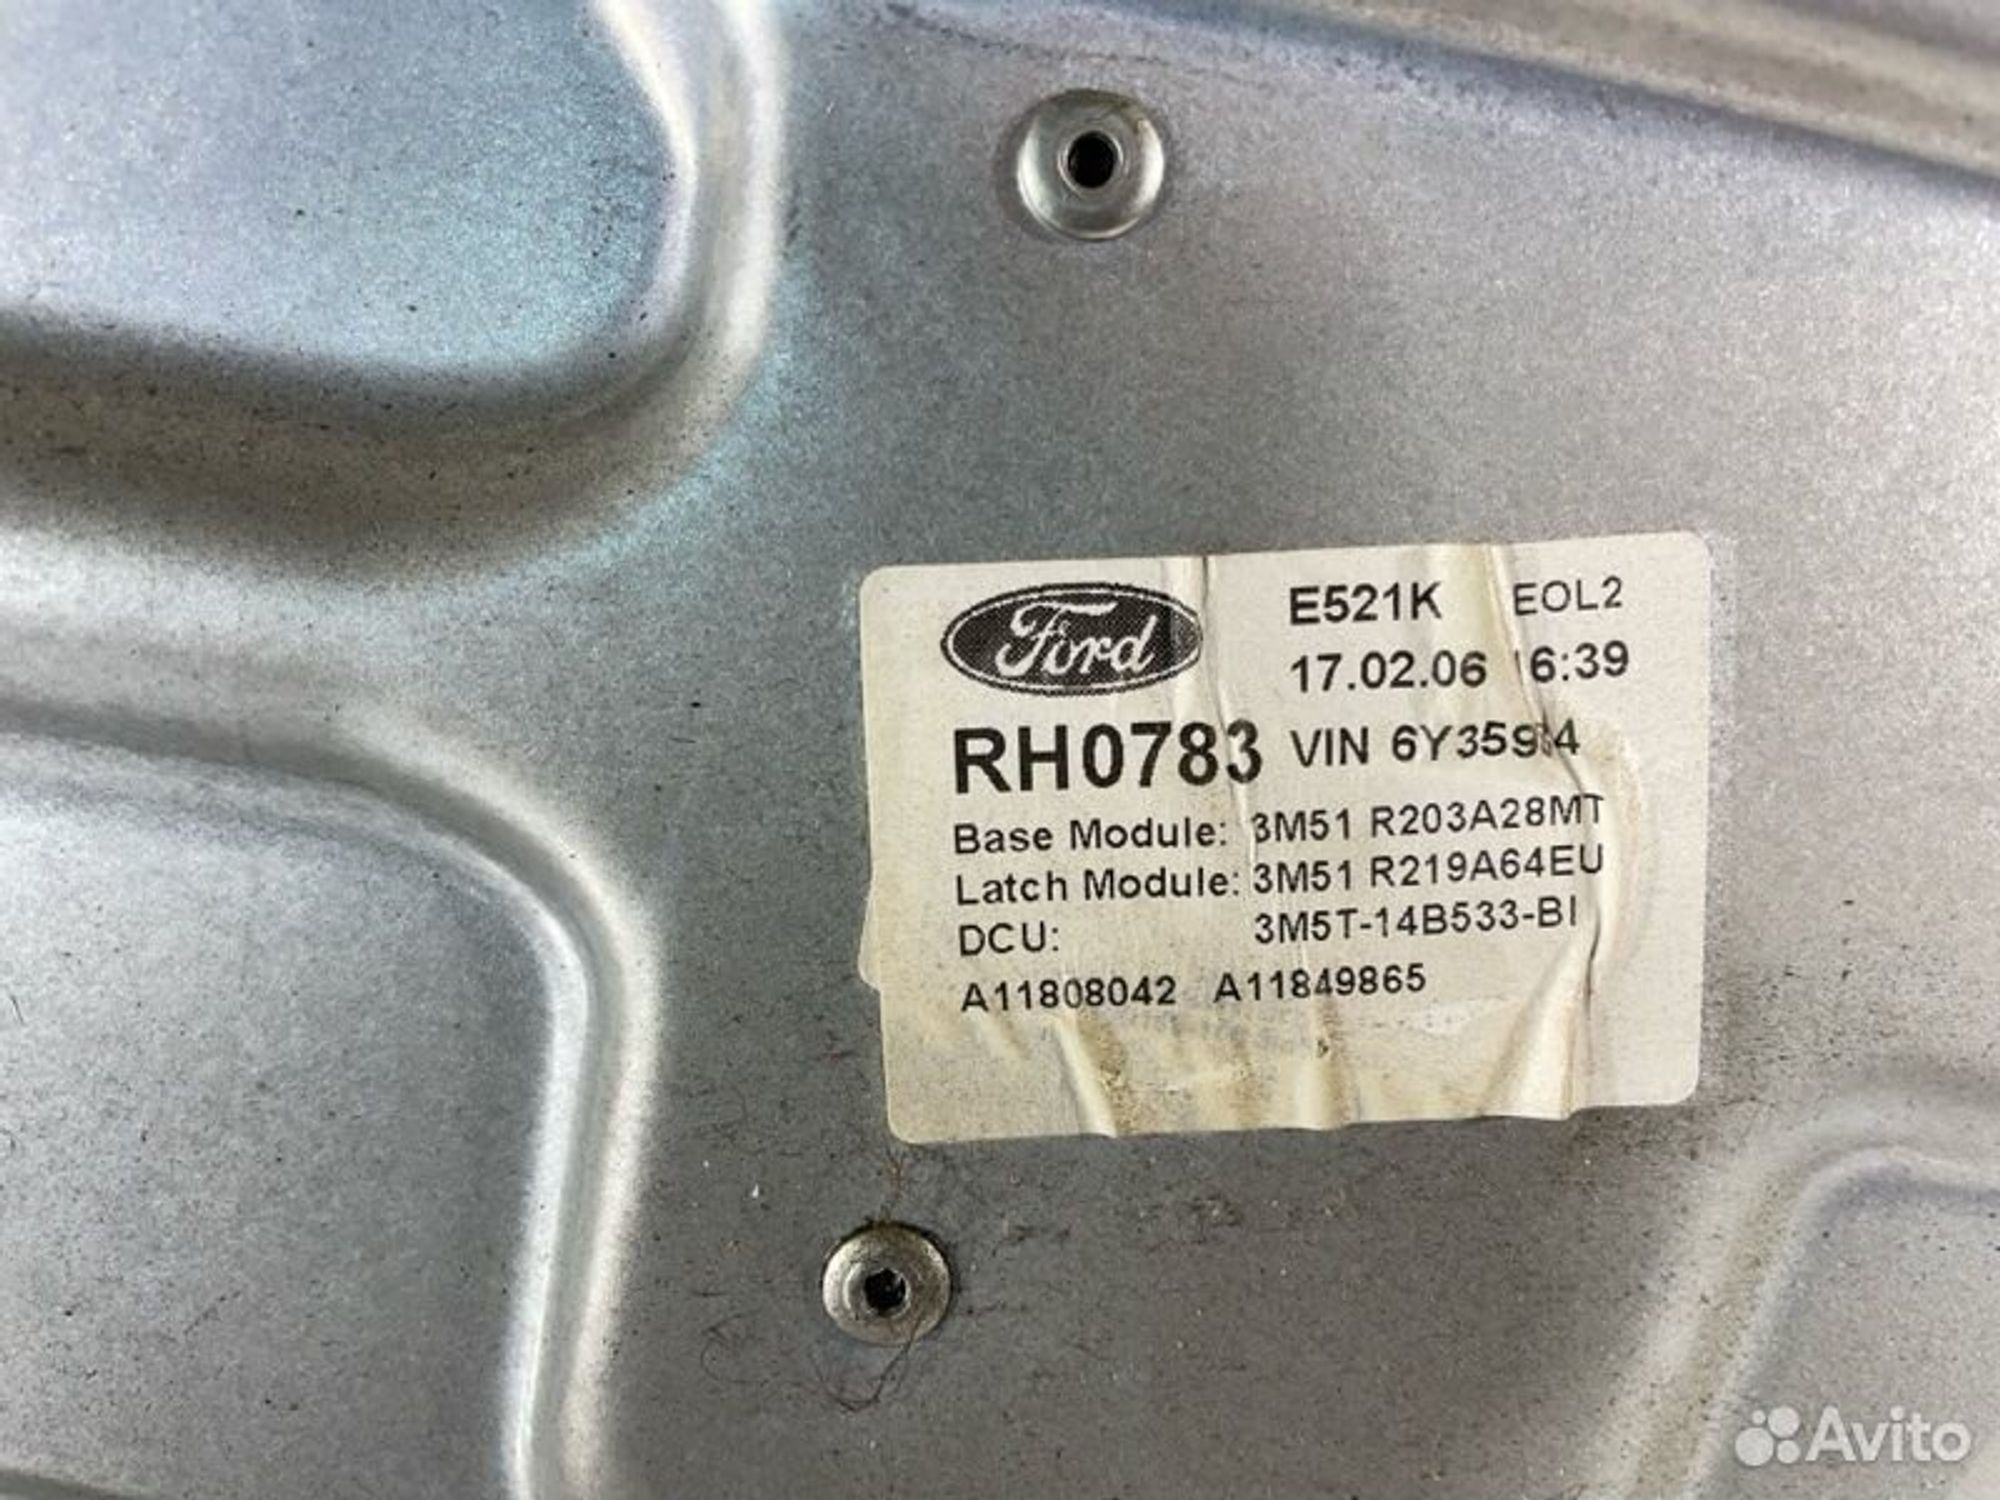 Ford E521K EOL2
17.02.06 6:39
RH0783 VIN
Base Module: 3M51 R203A28MT
Latch Module: 3M51 R219A64EU
DCU: 3M5T-14B533-BI
A11808042 A11849865
Avito